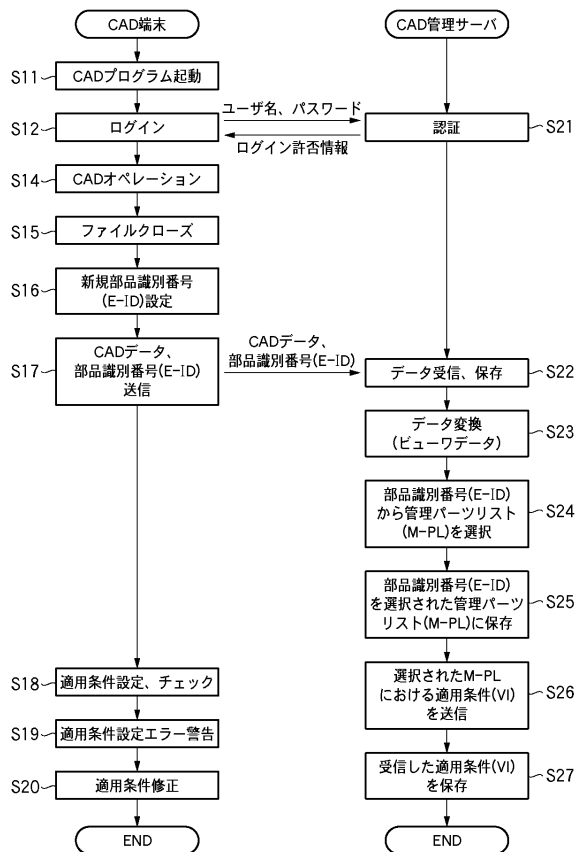 CAD端末
S11
CADプログラム起動
S12
ログイン
S14
CADオペレーション
S15
ファイルクローズ
S16
新規部品識別番号
(E-ID)設定
S17
CADデータ、
部品識別番号(E-ID)
送信
S18
適用条件設定、チェック
S19
適用条件設定エラー警告
S20
適用条件修正
END
ユーザ名、パスワード
ログイン許否情報
CADデータ、
部品識別番号(E-ID)
CAD管理サーバ
認証
S21
データ受信、保存
S22
データ変換
(ビューワデータ)
S23
部品識別番号(E-ID)
から管理パーツリスト
(M-PL)を選択
S24
部品識別番号(E-ID)
を選択された管理パーツ
リスト(M-PL)に保存
S25
選択されたM-PL
における適用条件(VI)
を送信
S26
受信した適用条件(VI)
を保存
S27
END